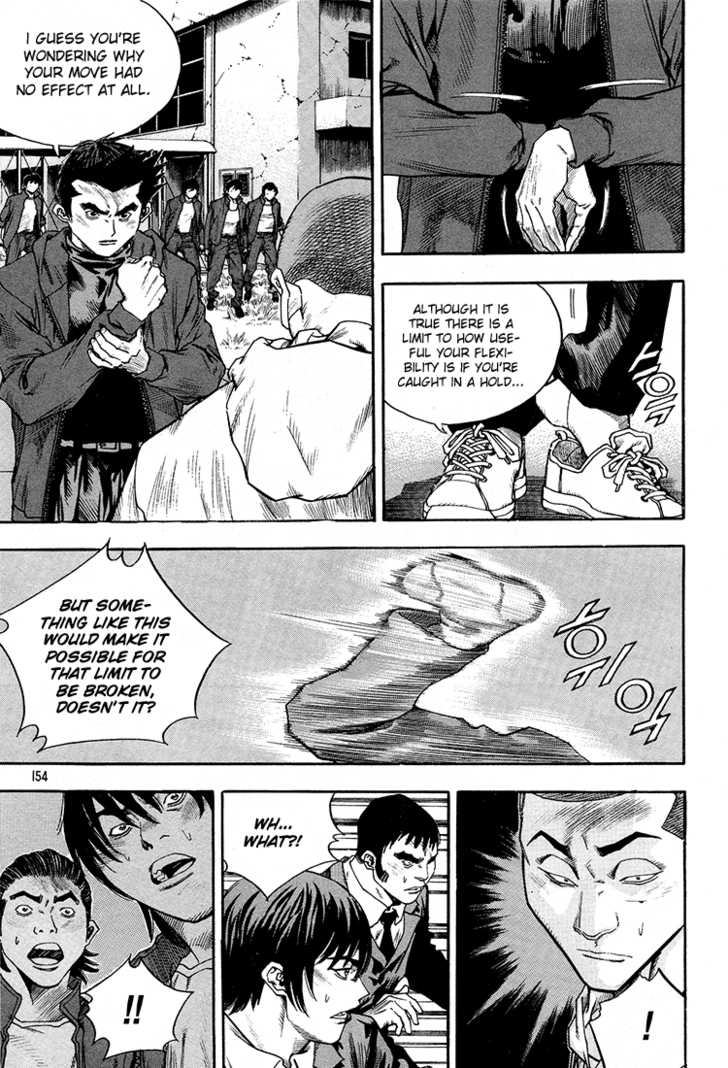 I GUESS YOU'RE
WONDERING WHY
YOUR MOVE HAD
NO EFFECT AT ALL.
ALTHOUGH IT IS
TRUE THERE IS A
LIMIT TO HOW USE-
FUL YOUR FLEXI-
BILITY IS IF YOU'RE
CAUGHT IN A HOLD...
BUT SOME-
THING LIKE THIS
WOULD MAKE IT
POSSIBLE FOR
THAT LIMIT TO
BE BROKEN,
DOESN'T IT?
154
!!
WH...
WHAT?!
!